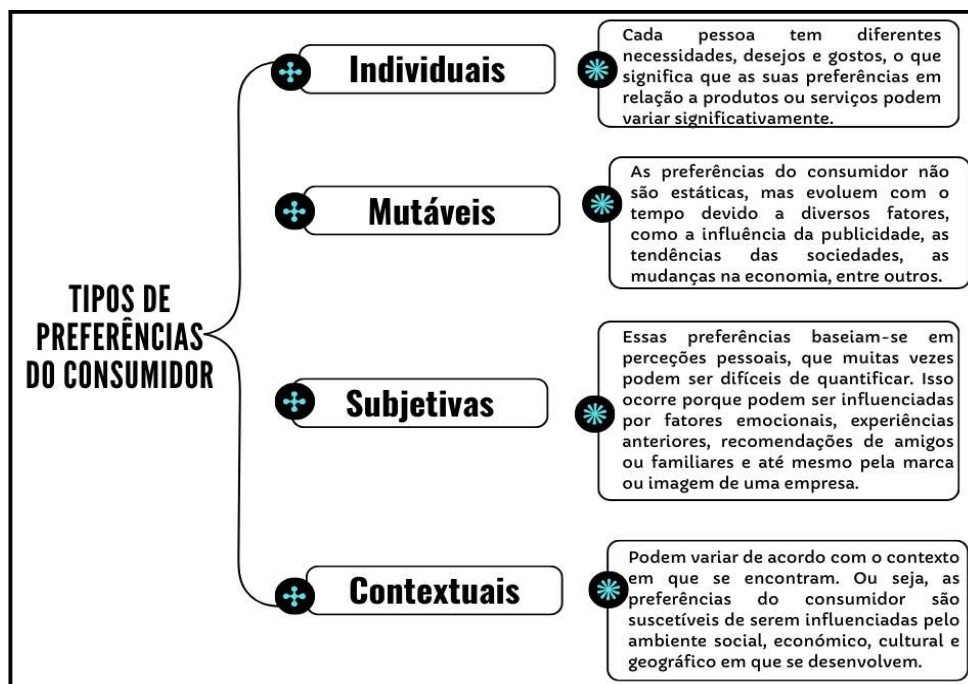 TIPOS DE
PREFERÊNCIAS
DO CONSUMIDOR
Individuais
Cada pessoa tem diferentes
necessidades, desejos e gostos, o que
significa que as suas preferências em
relação a produtos ou serviços podem
variar significativamente.
Mutáveis
As preferências do consumidor não
são estáticas, mas evoluem com o
tempo devido a diversos fatores,
como a influência da publicidade, as
tendências das sociedades, as
mudanças na economia, entre outros.
Subjetivas
Essas preferências baseiam-se em
perceções pessoais, que muitas vezes
podem ser difíceis de quantificar. Isso
ocorre porque podem ser influenciadas
por fatores emocionais, experiências
anteriores, recomendações de amigos
ou familiares e até mesmo pela marca
ou imagem de uma empresa.
Contextuais
Podem variar de acordo com o contexto
em que se encontram. Ou seja, as
preferências do consumidor são
suscetíveis de serem influenciadas pelo
ambiente social, económico, cultural e
geográfico em que se desenvolvem.